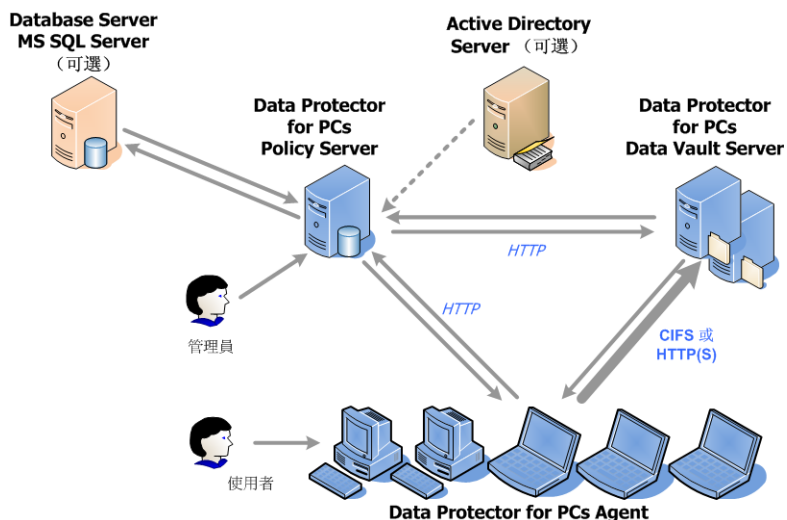 Database Server
MS SQL Server
（可選）
Active Directory
Server （可選）
Data Protector
for PCs
Policy Server
Data Protector
for PCs
Data Vault Server
HTTP
HTTP
管理員
CIFS 或
HTTP(S)
使用者
Data Protector for PCs Agent